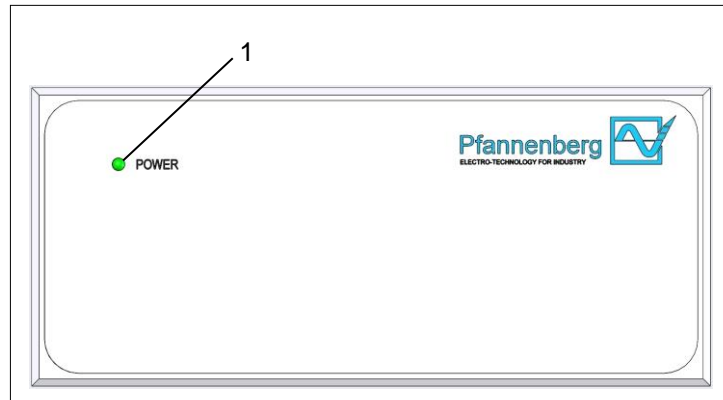 1
Pfannenberg
ELECTRO-TECHNOLOGY FOR INDUSTRY
POWER